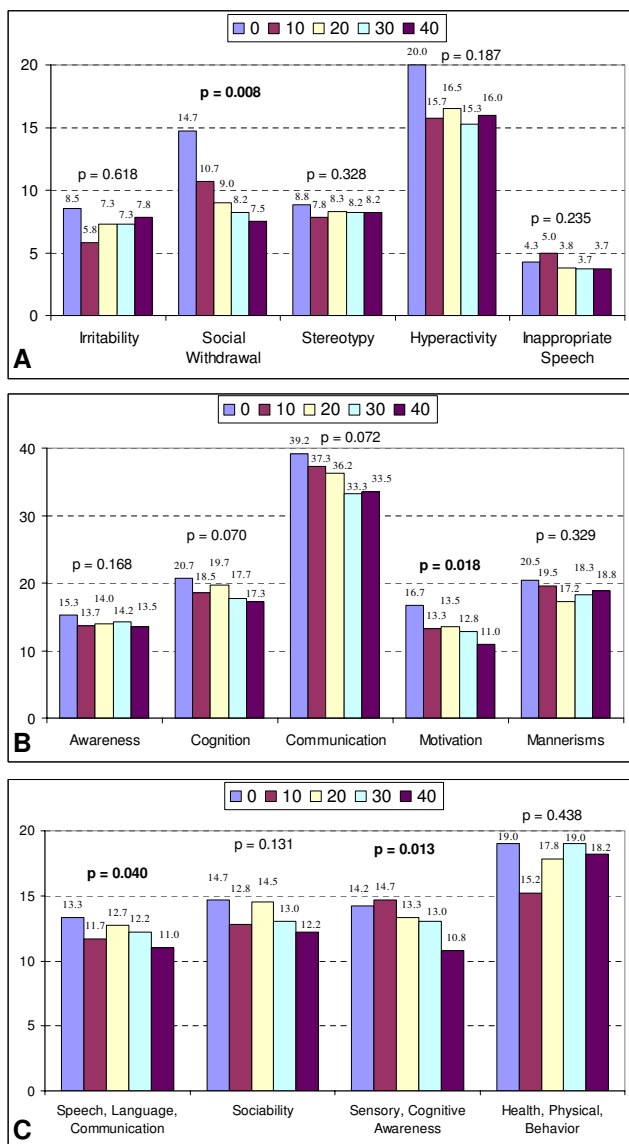 0 10 20 30 40
20.0
p = 0.187
20
p = 0.008
16.5
15.7
16.0
15.3
14.7
15
p = 0.618
10.7
p = 0.328
9.0
10
8.5
8.2
7.5
8.8
7.8
8.3
8.2
8.2
p = 0.235
5.8
7.3
7.3
7.8
4.3
5.0
3.8
3.7
3.7
5
0
Irritability
Social
Withdrawal
Stereotypy
Hyperactivity
Inappropriate
Speech
A
0 10 20 30 40
39.2
p = 0.072
40
37.3
36.2
33.3
33.5
30
p = 0.168
p = 0.070
p = 0.018
p = 0.329
20
15.3
13.7
14.0
14.2
13.5
20.7
18.5
19.7
17.7
17.3
16.7
13.3
13.5
12.8
11.0
20.5
19.5
17.2
18.3
18.8
10
0
Awareness
Cognition
Communication
Motivation
Mannerisms
B
0 10 20 30 40
p = 0.438
20
p = 0.040
p = 0.131
p = 0.013
19.0
15.2
17.8
19.0
18.2
15
13.3
11.7
12.7
12.2
11.0
14.7
12.8
14.5
13.0
12.2
14.2
14.7
13.3
13.0
10.8
10
5
0
Speech, Language,
Communication
Sociability
Sensory, Cognitive
Awareness
Health, Physical,
Behavior
C